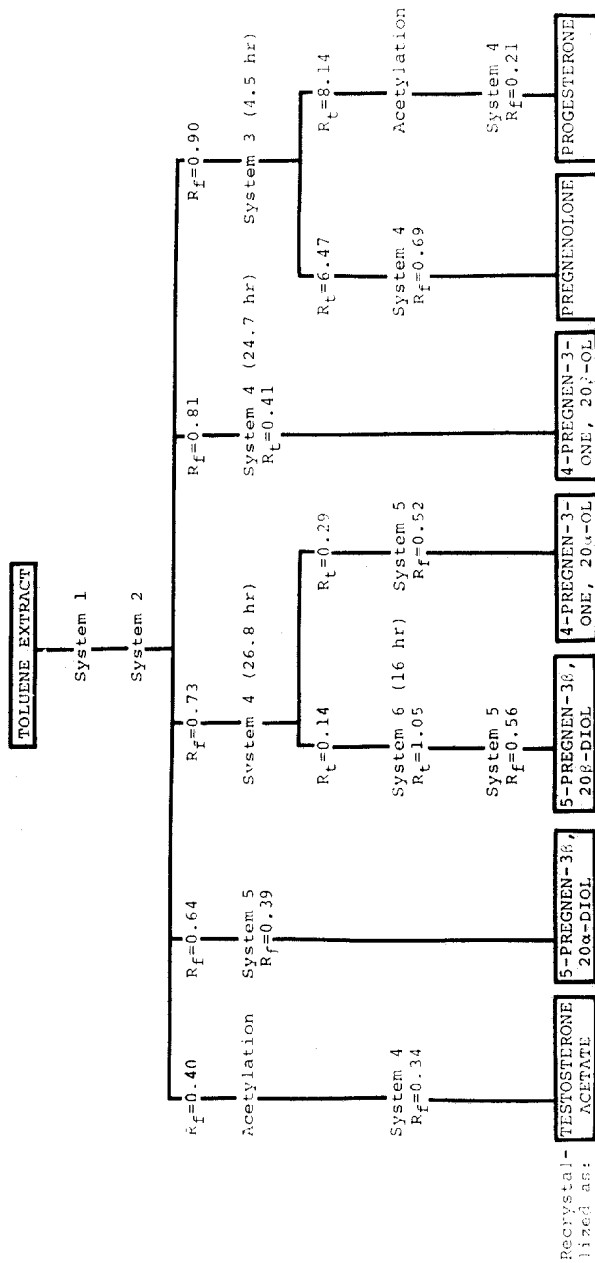 TOLUENE EXTRACT
System 1
System 2
Rf=0.40
Acetylation
System 4
Rf=0.34
TESTOSTERONE
ACETATE
Rf=0.64
System 5
Rf=0.39
5-PREGNEN-3β,
20α-DIOL
Rf=0.73
System 4 (26.8 hr)
Rt=0.14
System 6 (16 hr)
Rt=1.05
System 5
Rf=0.56
5-PREGNEN-3β,
20β-DIOL
Rt=0.29
System 5
Rf=0.52
4-PREGNEN-3-
ONE, 20α-OL
Rf=0.81
System 4 (24.7 hr)
Rt=0.41
4-PREGNEN-3-
ONE, 20β-OL
Rf=0.90
System 3 (4.5 hr)
Rt=6.47
System 4
Rf=0.69
PREGNENOLONE
Rt=8.14
Acetylation
System 4
Rf=0.21
PROGESTERONE
Recrystal-
lized as: